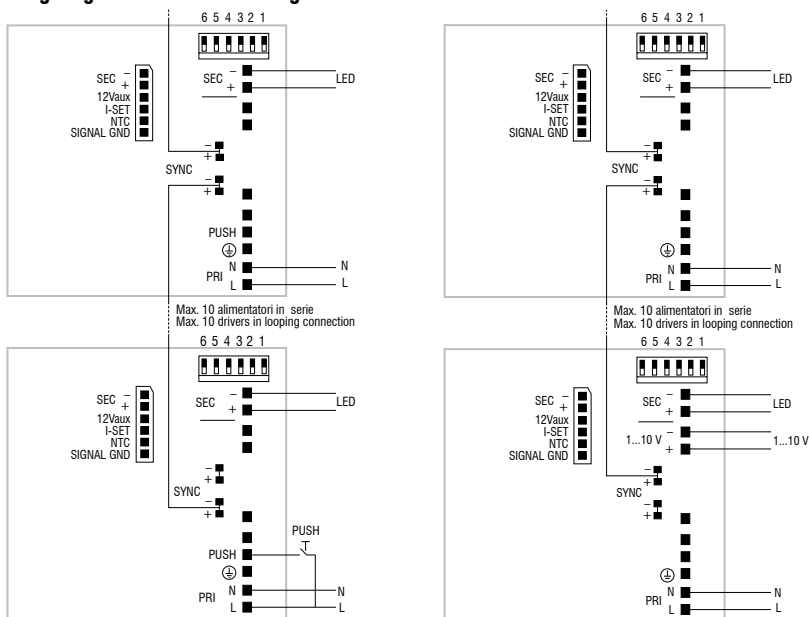 6 5 4 3 2 1
SEC
–
+
12Vaux
I-SET
NTC
SIGNAL GND
SEC
–
+
LED
–
+
SYNC
–
+
PUSH
N
PRI
L
N
L
Max. 10 alimentatori in serie
Max. 10 drivers in looping connection
6 5 4 3 2 1
SEC
–
+
12Vaux
I-SET
NTC
SIGNAL GND
SEC
–
+
LED
–
+
SYNC
–
+
N
PRI
L
N
L
Max. 10 alimentatori in serie
Max. 10 drivers in looping connection
6 5 4 3 2 1
SEC
–
+
12Vaux
I-SET
NTC
SIGNAL GND
SEC
–
+
LED
–
+
SYNC
–
+
PUSH
PUSH
N
PRI
L
N
L
6 5 4 3 2 1
SEC
–
+
12Vaux
I-SET
NTC
SIGNAL GND
SEC
–
+
LED
1...10 V
–
+
1...10 V
–
+
SYNC
–
+
N
PRI
L
N
L